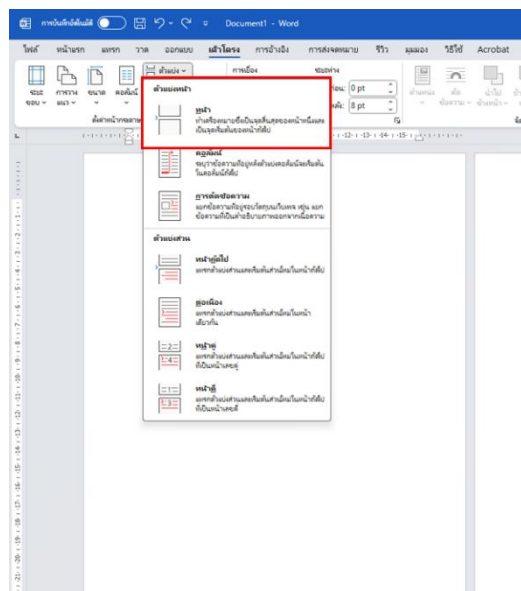 การบันทึกอัตโนมัติ Document1 - Word
ไฟล์ หน้าแรก แทรก วาด ออกแบบ เค้าโครง การอ้างอิง การส่งจดหมาย รีวิว มุมมอง วิธีใช้ Acrobat
ระยะขอบ การวางแนว ขนาด คอลัมน์
ตัวแบ่ง การเยื้อง ระยะห่าง
0 pt
8 pt
ตำแหน่ง ตัดข้อความ
ตั้งค่าหน้ากระดาษ
ตัวแบ่งหน้า
หน้า
ทำเครื่องหมายซึ่งเป็นจุดสิ้นสุดของหน้าหนึ่งและ
เป็นจุดเริ่มต้นของหน้าถัดไป
คอลัมน์
ระบุว่าข้อความที่อยู่หลังตัวแบ่งคอลัมน์จะเริ่มต้น
ในคอลัมน์ถัดไป
การตัดข้อความ
แยกข้อความที่อยู่รอบวัตถุบนเว็บเพจ เช่น แยก
ข้อความที่เป็นคำอธิบายภาพออกจากเนื้อความ
ตัวแบ่งส่วน
หน้าถัดไป
แทรกตัวแบ่งส่วนและเริ่มต้นส่วนใหม่ในหน้าถัดไป
ต่อเนื่อง
แทรกตัวแบ่งส่วนและเริ่มต้นส่วนใหม่ในหน้า
เดียวกัน
หน้าคู่
แทรกตัวแบ่งส่วนและเริ่มต้นส่วนใหม่ในหน้าถัดไป
ที่เป็นหน้าเลขคู่
หน้าคี่
แทรกตัวแบ่งส่วนและเริ่มต้นส่วนใหม่ในหน้าถัดไป
ที่เป็นหน้าเลขคี่